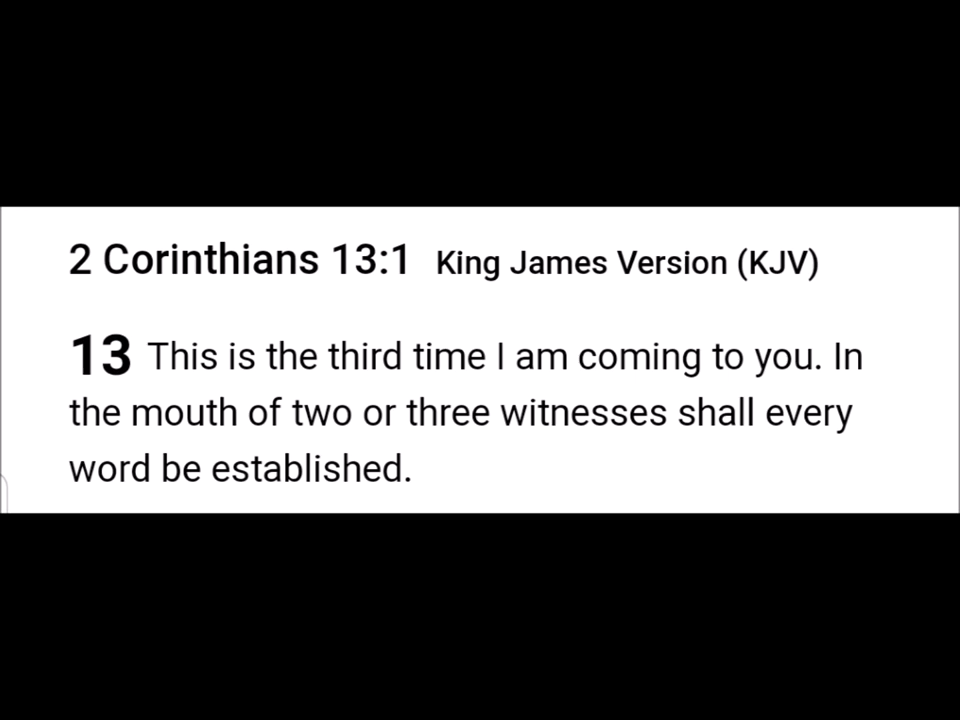 2 Corinthians 13:1 King James Version (KJV)
13 This is the third time I am coming to you. In
the mouth of two or three witnesses shall every
word be established.